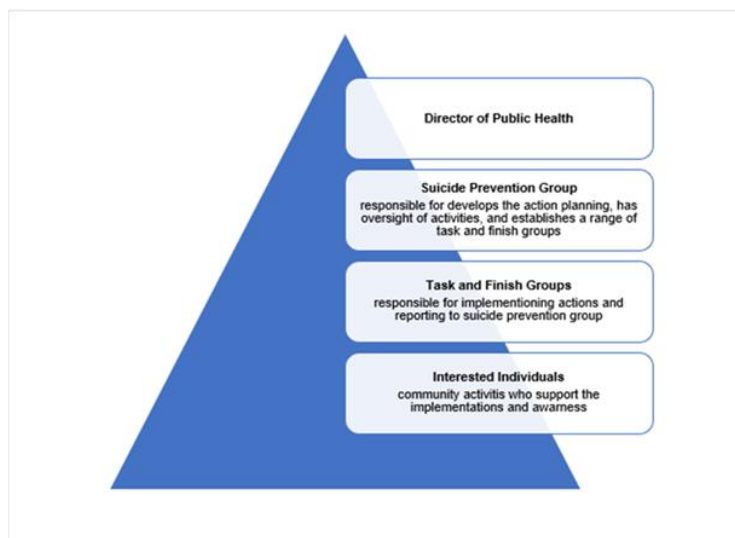 Director of Public Health
Suicide Prevention Group
responsible for develops the action planning, has
oversight of activities, and establishes a range of
task and finish groups
Task and Finish Groups
responsible for implementioning actions and
reporting to suicide prevention group
Interested Individuals
community activitis who support the
implementations and awarness